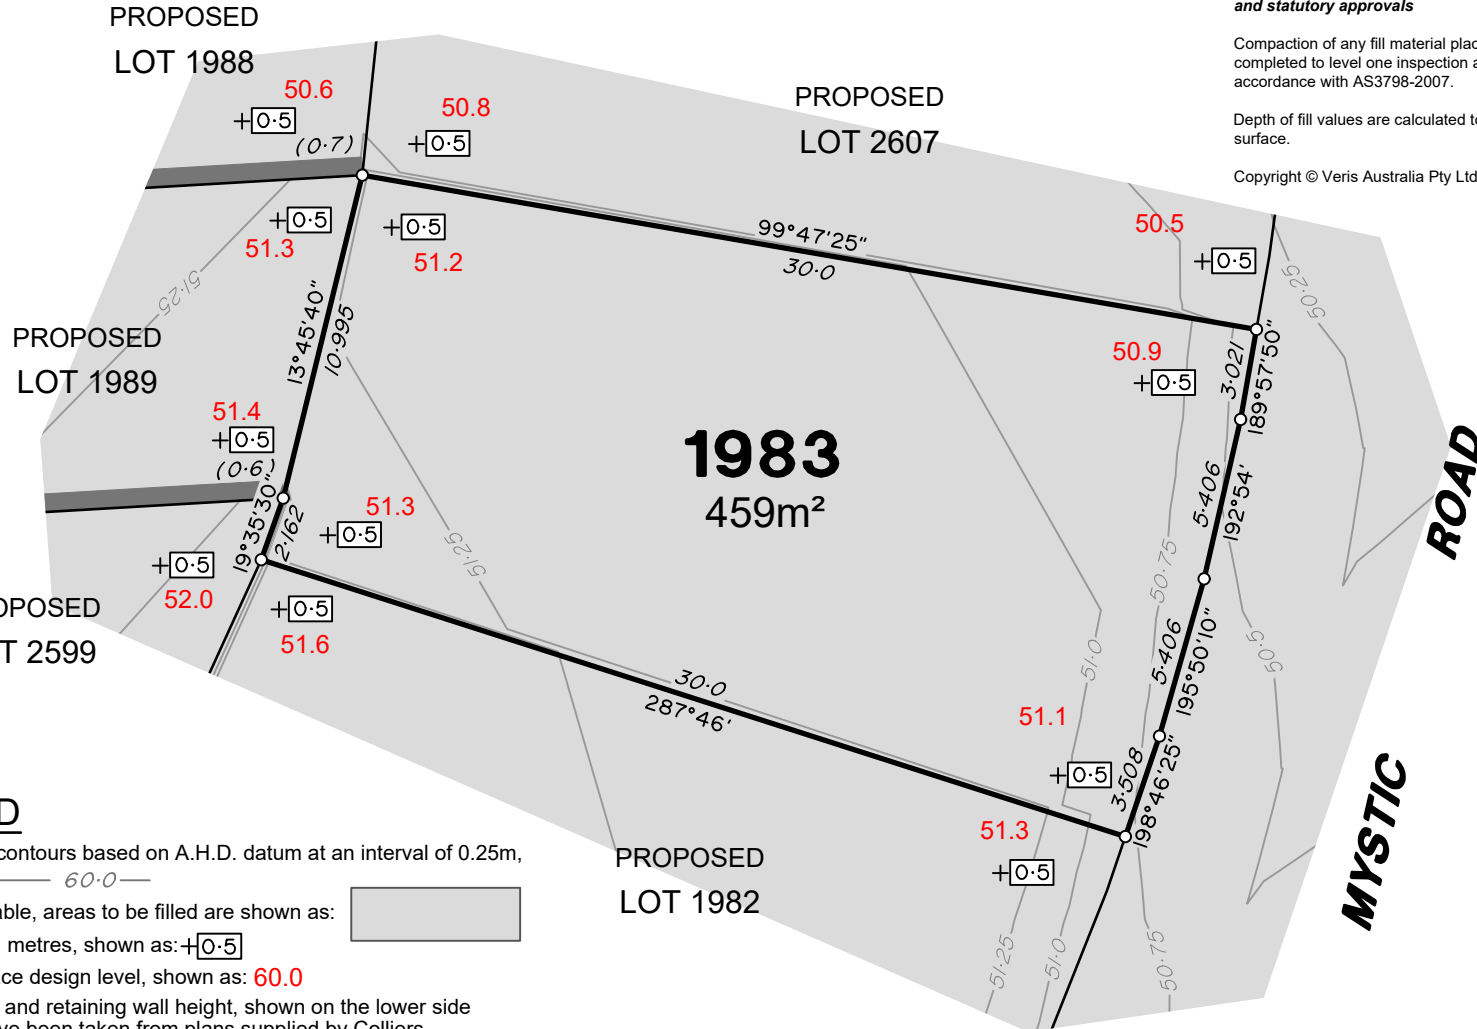 PROPOSED
LOT 1988
and statutory approvals
Compaction of any fill material plac
completed to level one inspection a
accordance with AS3798-2007.
Depth of fill values are calculated to
surface.
Copyright © Veris Australia Pty Ltd
50.6
+0·5
(0·7)
50.8
+0·5
PROPOSED
LOT 2607
+0·5
51.3
+0·5
51.2
99°47'25"
30·0
50.5
+0·5
50·25
51·25
PROPOSED
LOT 1989
13°45'40"
10·995
50.9
+0·5
3·021
189°57'50"
51.4
+0·5
(0·6)
1983
459m²
5·406
192°54'
ROAD
19°35'30"
2·162
51.3
+0·5
51·25
50·75
+0·5
52.0
+0·5
51.6
OPOSED
T 2599
5·406
195°50'10"
50·5
51·0
30·0
287°46'
51.1
+0·5
3·508
198°46'25"
MYSTIC
51.3
+0·5
PROPOSED
LOT 1982
51·25
51·0
50·75
D
contours based on A.H.D. datum at an interval of 0.25m,
60·0
able, areas to be filled are shown as:
metres, shown as:+0·5
ce design level, shown as: 60.0
and retaining wall height, shown on the lower side
ve been taken from plans supplied by Colliers